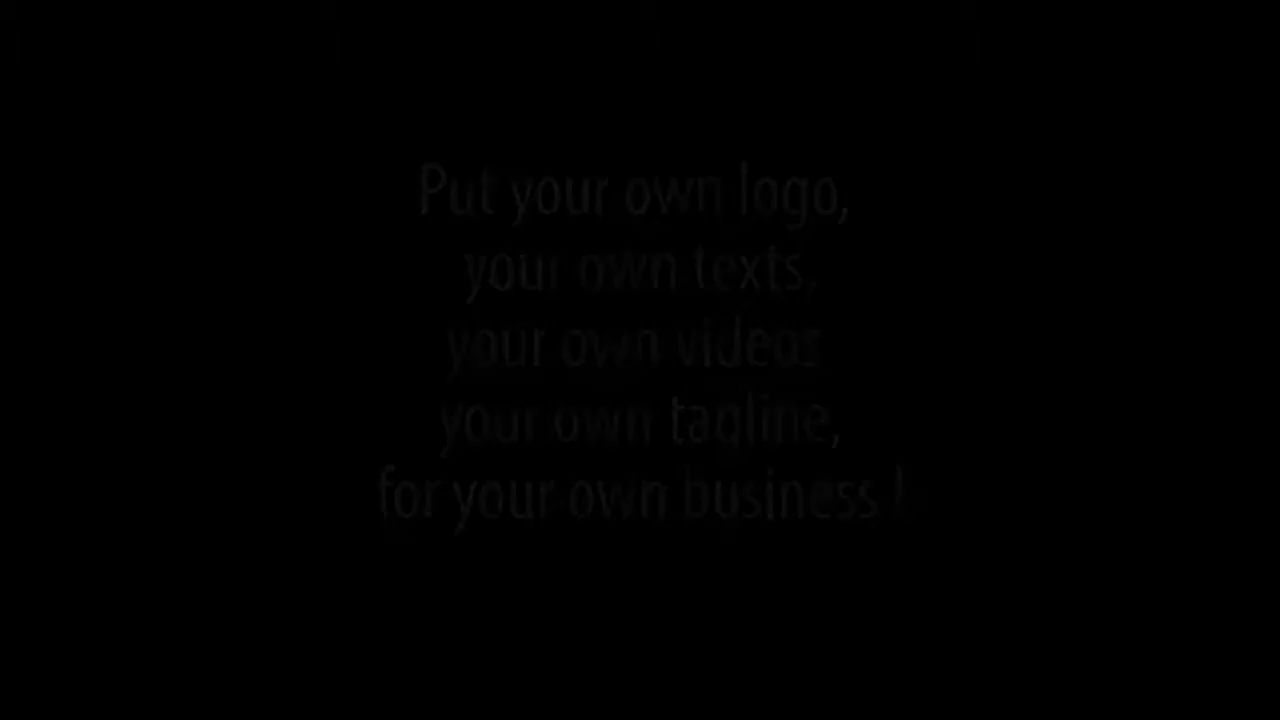 Put your own logo,
your own texts,
your own videos
your own tagline,
for your own business